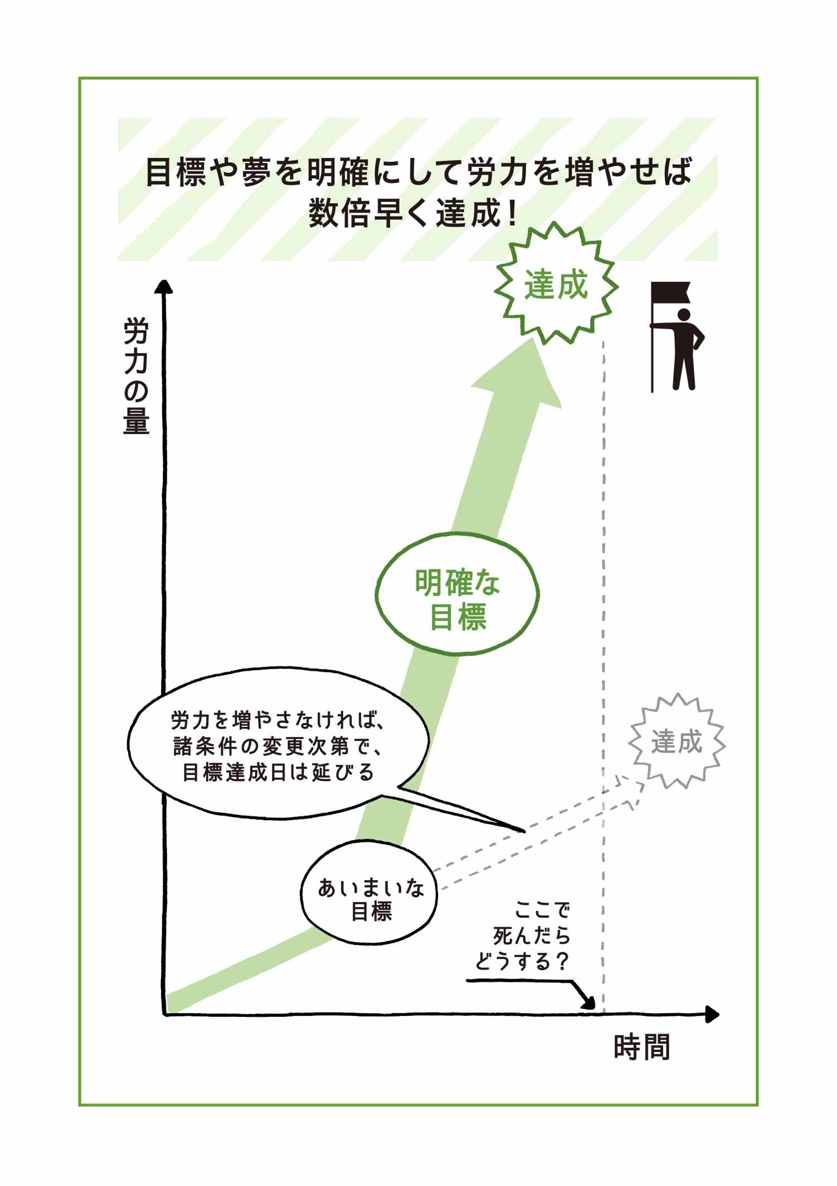 目標や夢を明確にして労力を増やせば
数倍早く達成！
達成
労力の量
明確な
目標
労力を増やさなければ、
諸条件の変更次第で、
目標達成日は延びる
達成
あいまいな
目標
ここで
死んだら
どうする？
時間